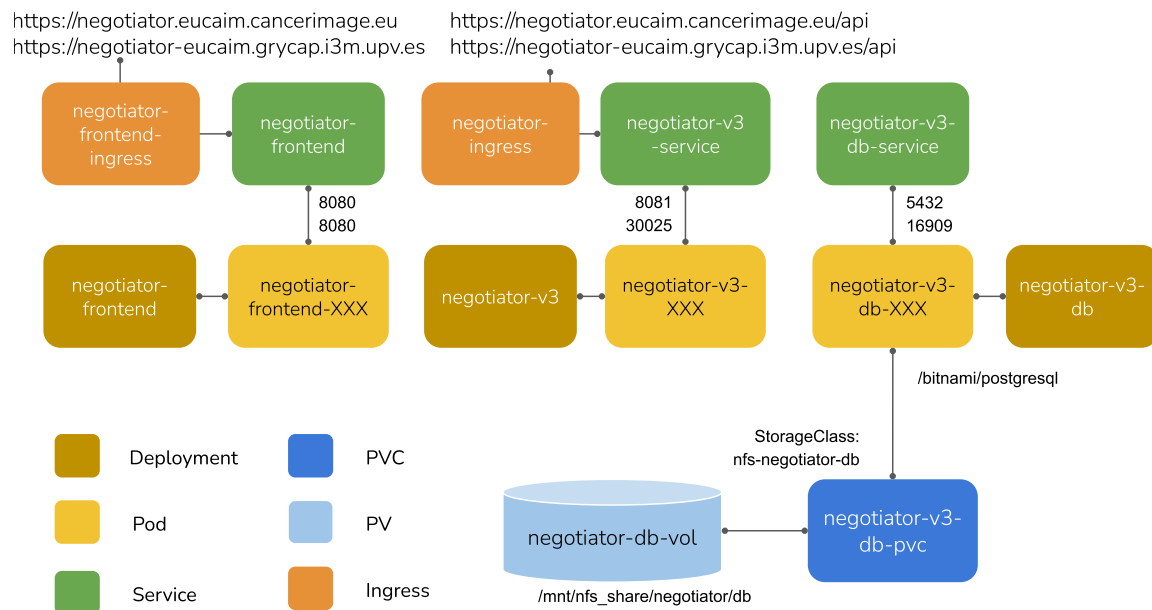 https://negotiator.eucaim.cancerimage.eu
https://negotiator-eucaim.grycap.i3m.upv.es
https://negotiator.eucaim.cancerimage.eu/api
https://negotiator-eucaim.grycap.i3m.upv.es/api
negotiator-
frontend-
ingress
negotiator-
frontend
negotiator-
ingress
negotiator-v3
-service
negotiator-v3-
db-service
8080
8080
8081
30025
5432
16909
negotiator-
frontend
negotiator-
frontend-XXX
negotiator-v3
negotiator-v3-
XXX
negotiator-v3-
db-XXX
negotiator-v3-
db
/bitnami/postgresql
StorageClass:
nfs-negotiator-db
Deployment
PVC
Pod
PV
Service
Ingress
negotiator-db-vol
negotiator-v3-
db-pvc
/mnt/nfs_share/negotiator/db